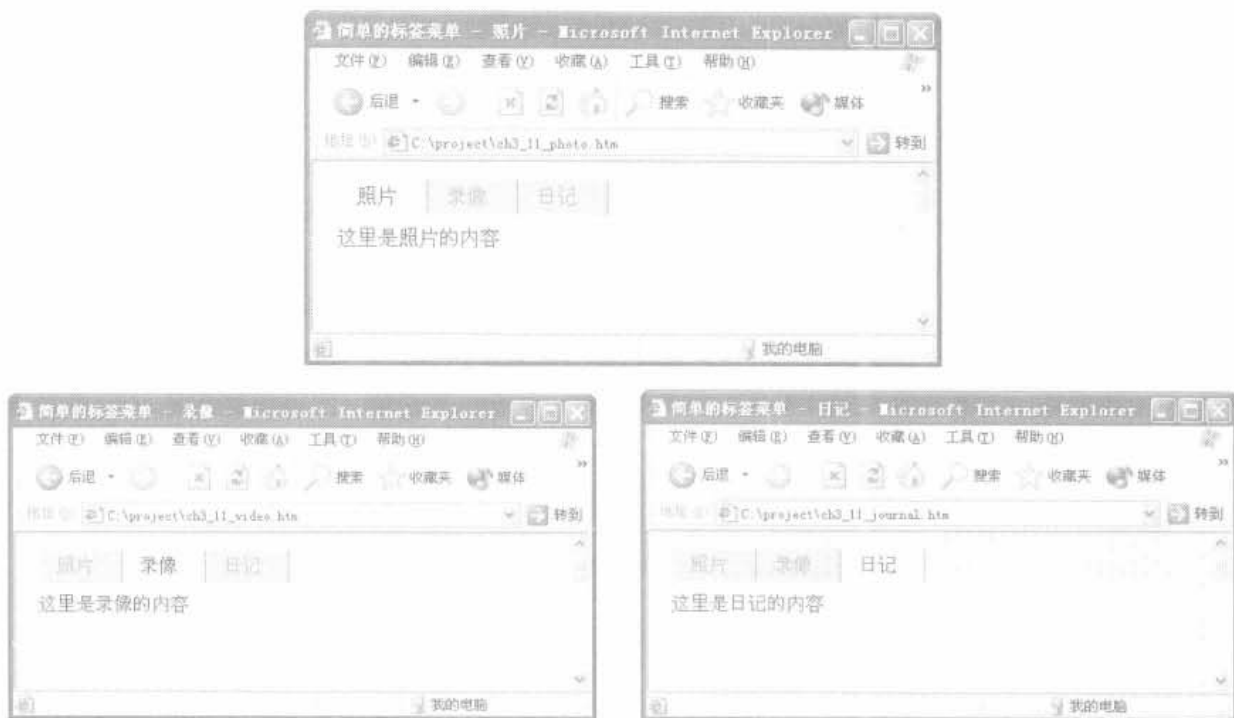 简单的标签菜单 - 照片 - Microsoft Internet Explorer
文件(F) 编辑(E) 查看(V) 收藏(A) 工具(T) 帮助(H)
后退 搜索 收藏夹 媒体 »
地址(D) C:\project\ch3_11_photo.htm 转到
照片 录像 日记
这里是照片的内容
我的电脑
简单的标签菜单 - 录像 - Microsoft Internet Explorer
文件(F) 编辑(E) 查看(V) 收藏(A) 工具(T) 帮助(H)
后退 搜索 收藏夹 媒体 »
地址(D) C:\project\ch3_11_video.htm 转到
照片 录像 日记
这里是录像的内容
我的电脑
简单的标签菜单 - 日记 - Microsoft Internet Explorer
文件(F) 编辑(E) 查看(V) 收藏(A) 工具(T) 帮助(H)
后退 搜索 收藏夹 媒体 »
地址(D) C:\project\ch3_11_journal.htm 转到
照片 录像 日记
这里是日记的内容
我的电脑